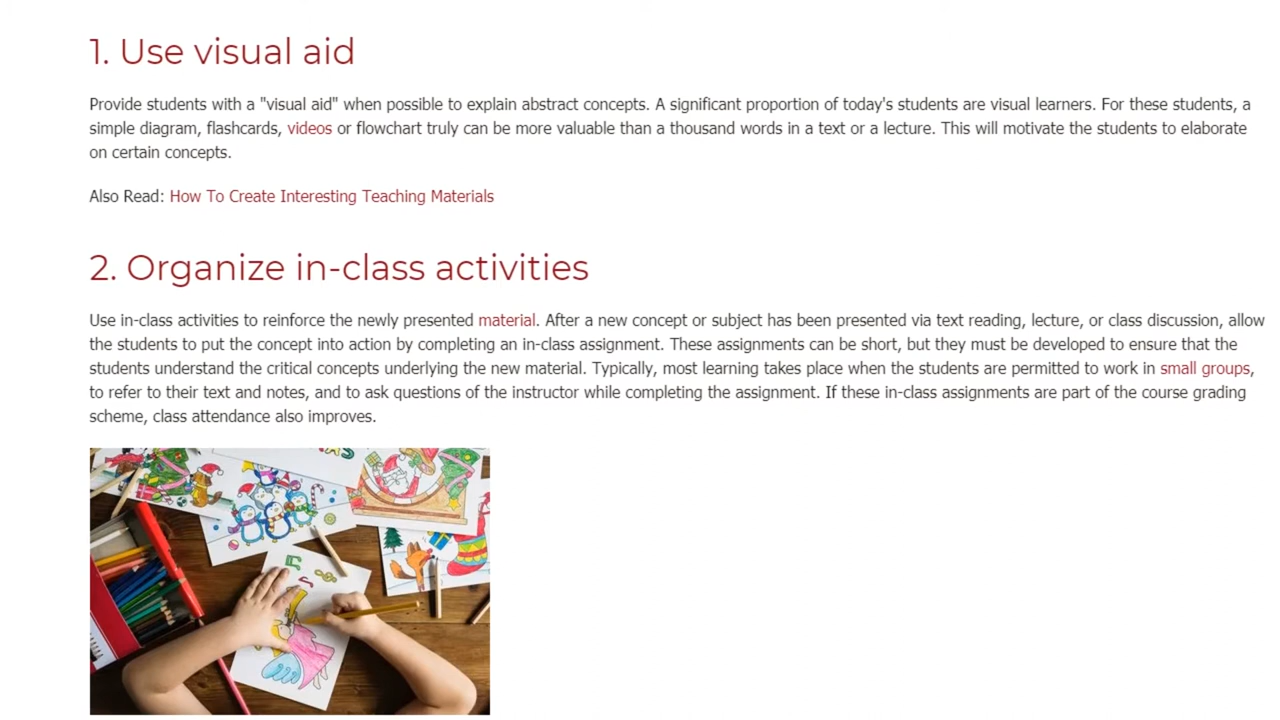 1. Use visual aid
Provide students with a "visual aid" when possible to explain abstract concepts. A significant proportion of today's students are visual learners. For these students, a
simple diagram, flashcards, videos or flowchart truly can be more valuable than a thousand words in a text or a lecture. This will motivate the students to elaborate
on certain concepts.
Also Read: How To Create Interesting Teaching Materials
2. Organize in-class activities
Use in-class activities to reinforce the newly presented material. After a new concept or subject has been presented via text reading, lecture, or class discussion, allow
the students to put the concept into action by completing an in-class assignment. These assignments can be short, but they must be developed to ensure that the
students understand the critical concepts underlying the new material. Typically, most learning takes place when the students are permitted to work in small groups,
to refer to their text and notes, and to ask questions of the instructor while completing the assignment. If these in-class assignments are part of the course grading
scheme, class attendance also improves.